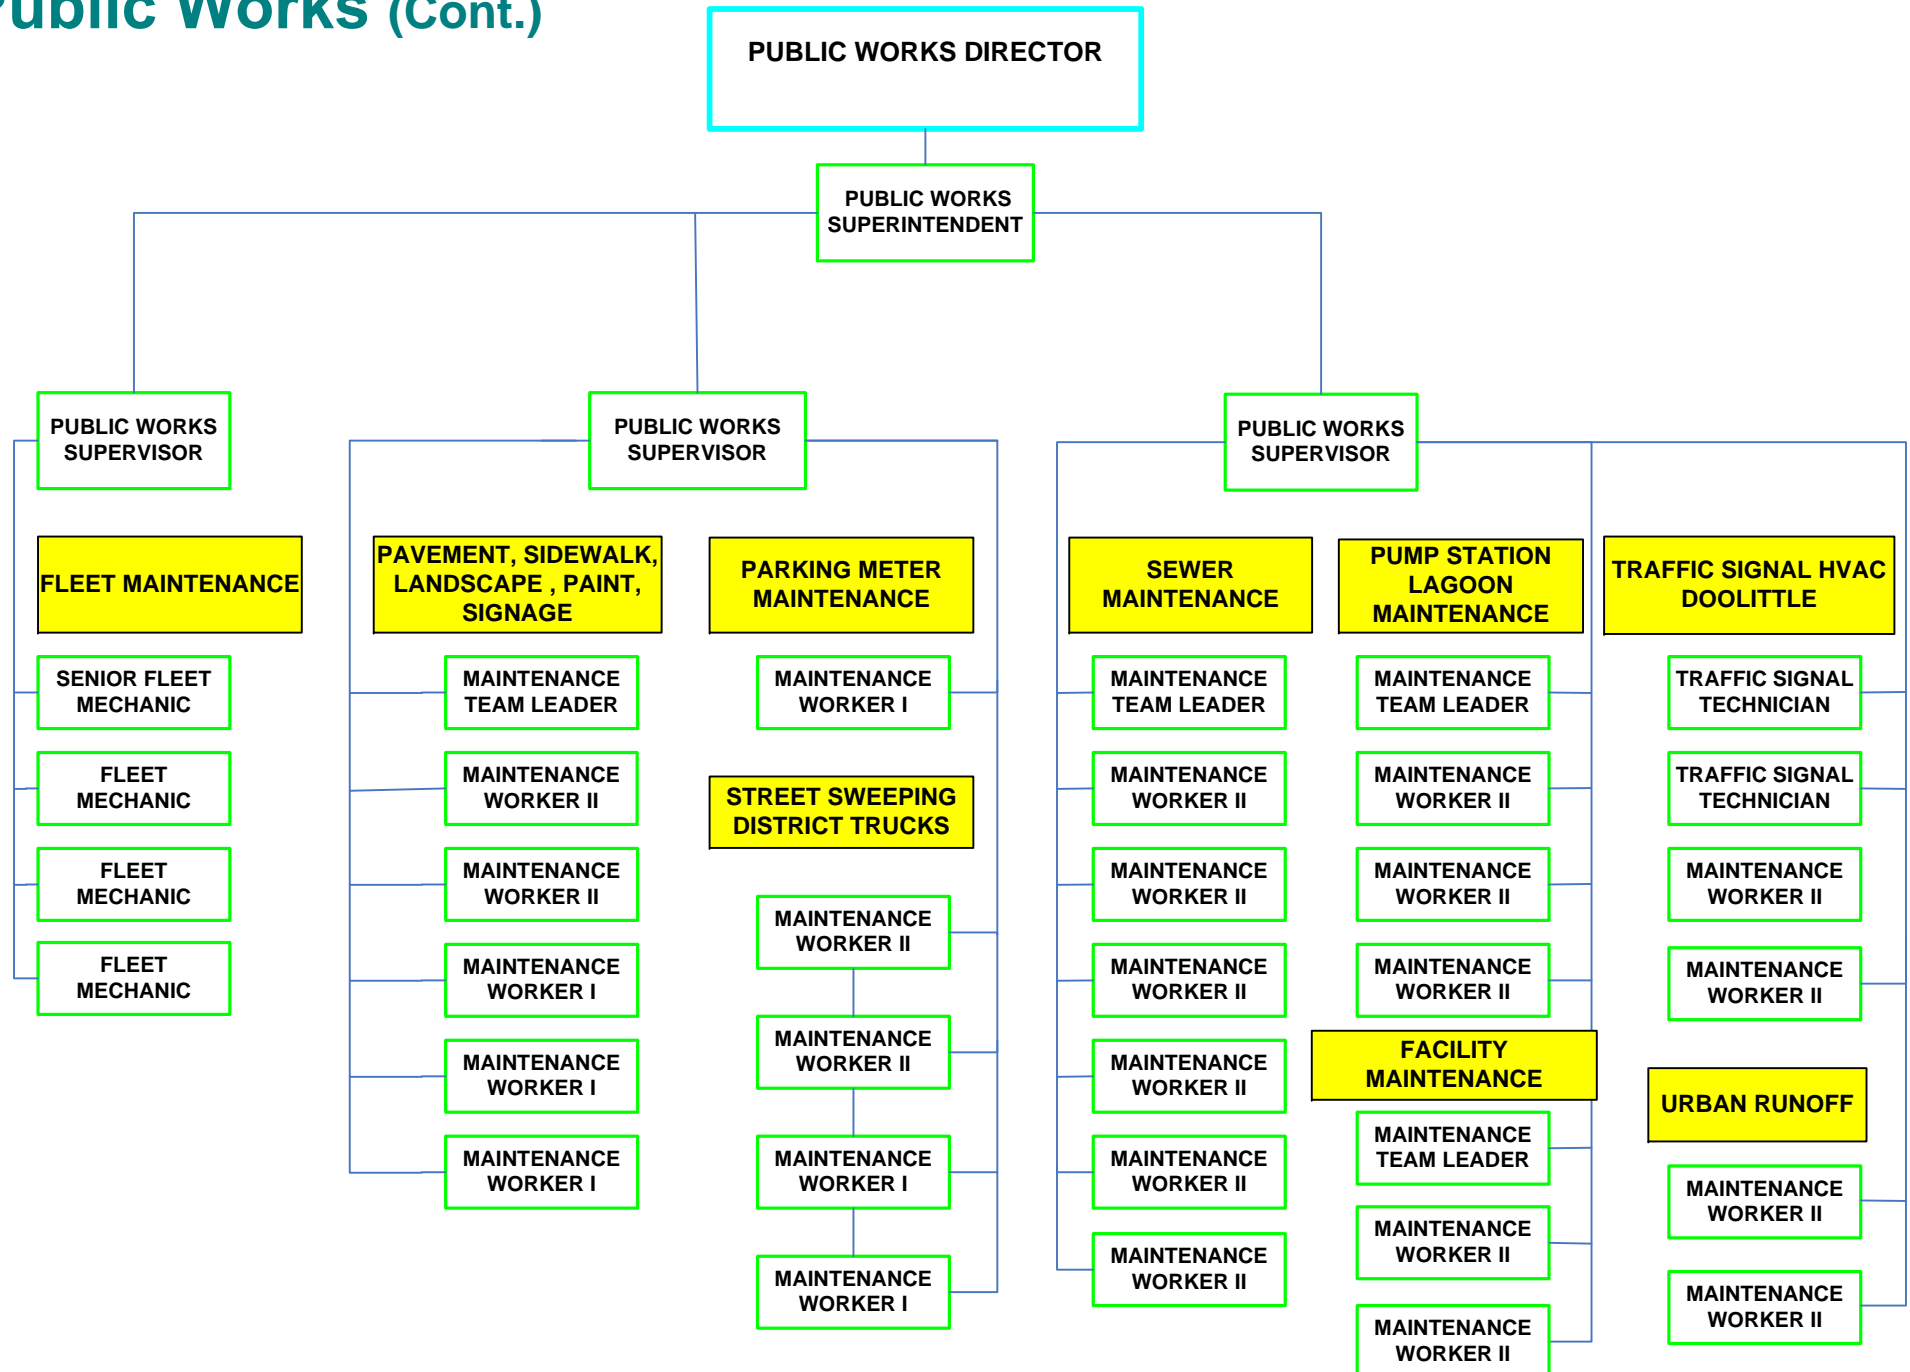 Public Works (Cont.)
PUBLIC WORKS DIRECTOR
PUBLIC WORKS
SUPERINTENDENT
PUBLIC WORKS
SUPERVISOR
PUBLIC WORKS
SUPERVISOR
PUBLIC WORKS
SUPERVISOR
FLEET MAINTENANCE
SENIOR FLEET
MECHANIC
FLEET
MECHANIC
FLEET
MECHANIC
FLEET
MECHANIC
PAVEMENT, SIDEWALK,
LANDSCAPE , PAINT,
SIGNAGE
MAINTENANCE
TEAM LEADER
MAINTENANCE
WORKER II
MAINTENANCE
WORKER II
MAINTENANCE
WORKER I
MAINTENANCE
WORKER I
MAINTENANCE
WORKER I
PARKING METER
MAINTENANCE
MAINTENANCE
WORKER I
STREET SWEEPING
DISTRICT TRUCKS
MAINTENANCE
WORKER II
MAINTENANCE
WORKER II
MAINTENANCE
WORKER I
MAINTENANCE
WORKER I
SEWER
MAINTENANCE
MAINTENANCE
TEAM LEADER
MAINTENANCE
WORKER II
MAINTENANCE
WORKER II
MAINTENANCE
WORKER II
MAINTENANCE
WORKER II
MAINTENANCE
WORKER II
MAINTENANCE
WORKER II
PUMP STATION
LAGOON
MAINTENANCE
MAINTENANCE
TEAM LEADER
MAINTENANCE
WORKER II
MAINTENANCE
WORKER II
MAINTENANCE
WORKER II
FACILITY
MAINTENANCE
MAINTENANCE
TEAM LEADER
MAINTENANCE
WORKER II
MAINTENANCE
WORKER II
TRAFFIC SIGNAL HVAC
DOOLITTLE
TRAFFIC SIGNAL
TECHNICIAN
TRAFFIC SIGNAL
TECHNICIAN
MAINTENANCE
WORKER II
MAINTENANCE
WORKER II
URBAN RUNOFF
MAINTENANCE
WORKER II
MAINTENANCE
WORKER II